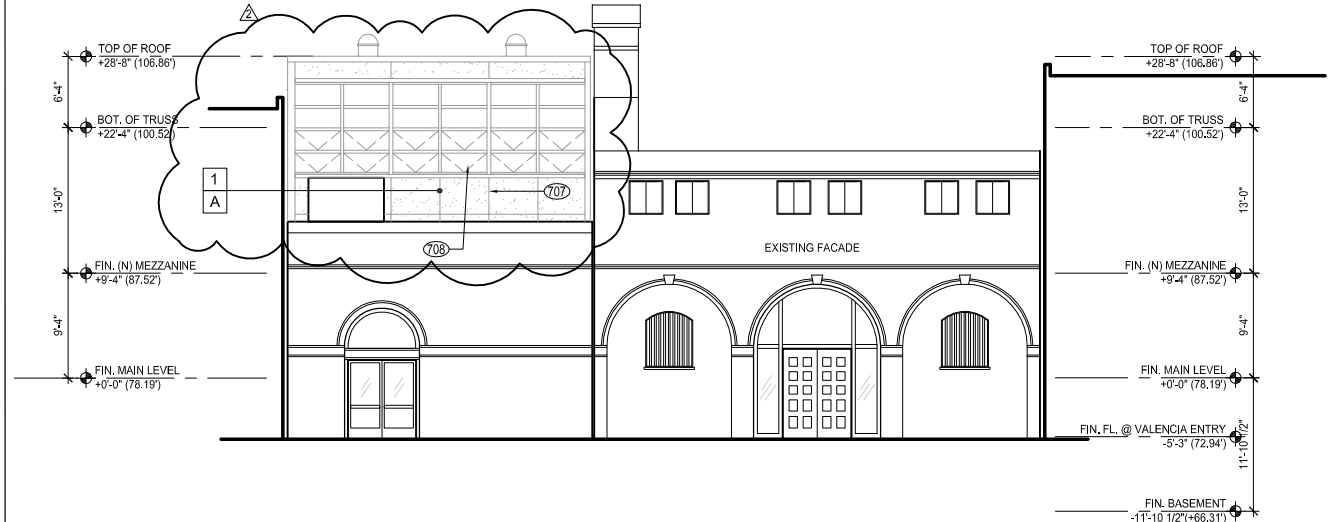 2
TOP OF ROOF
+28'-8" (106.86')
6'-4"
BOT. OF TRUSS
+22'-4" (100.52')
13'-0"
1
A
707
708
FIN. (N) MEZZANINE
+9'-4" (87.52')
9'-4"
FIN. MAIN LEVEL
+0'-0" (78.19')
EXISTING FACADE
TOP OF ROOF
+28'-8" (106.86')
6'-4"
BOT. OF TRUSS
+22'-4" (100.52')
13'-0"
FIN. (N) MEZZANINE
+9'-4" (87.52')
9'-4"
FIN. MAIN LEVEL
+0'-0" (78.19')
FIN. FL. @ VALENCIA ENTRY
-5'-3" (72.94')
11'-10 1/2"
FIN. BASEMENT
-11'-10 1/2"(+66.31')